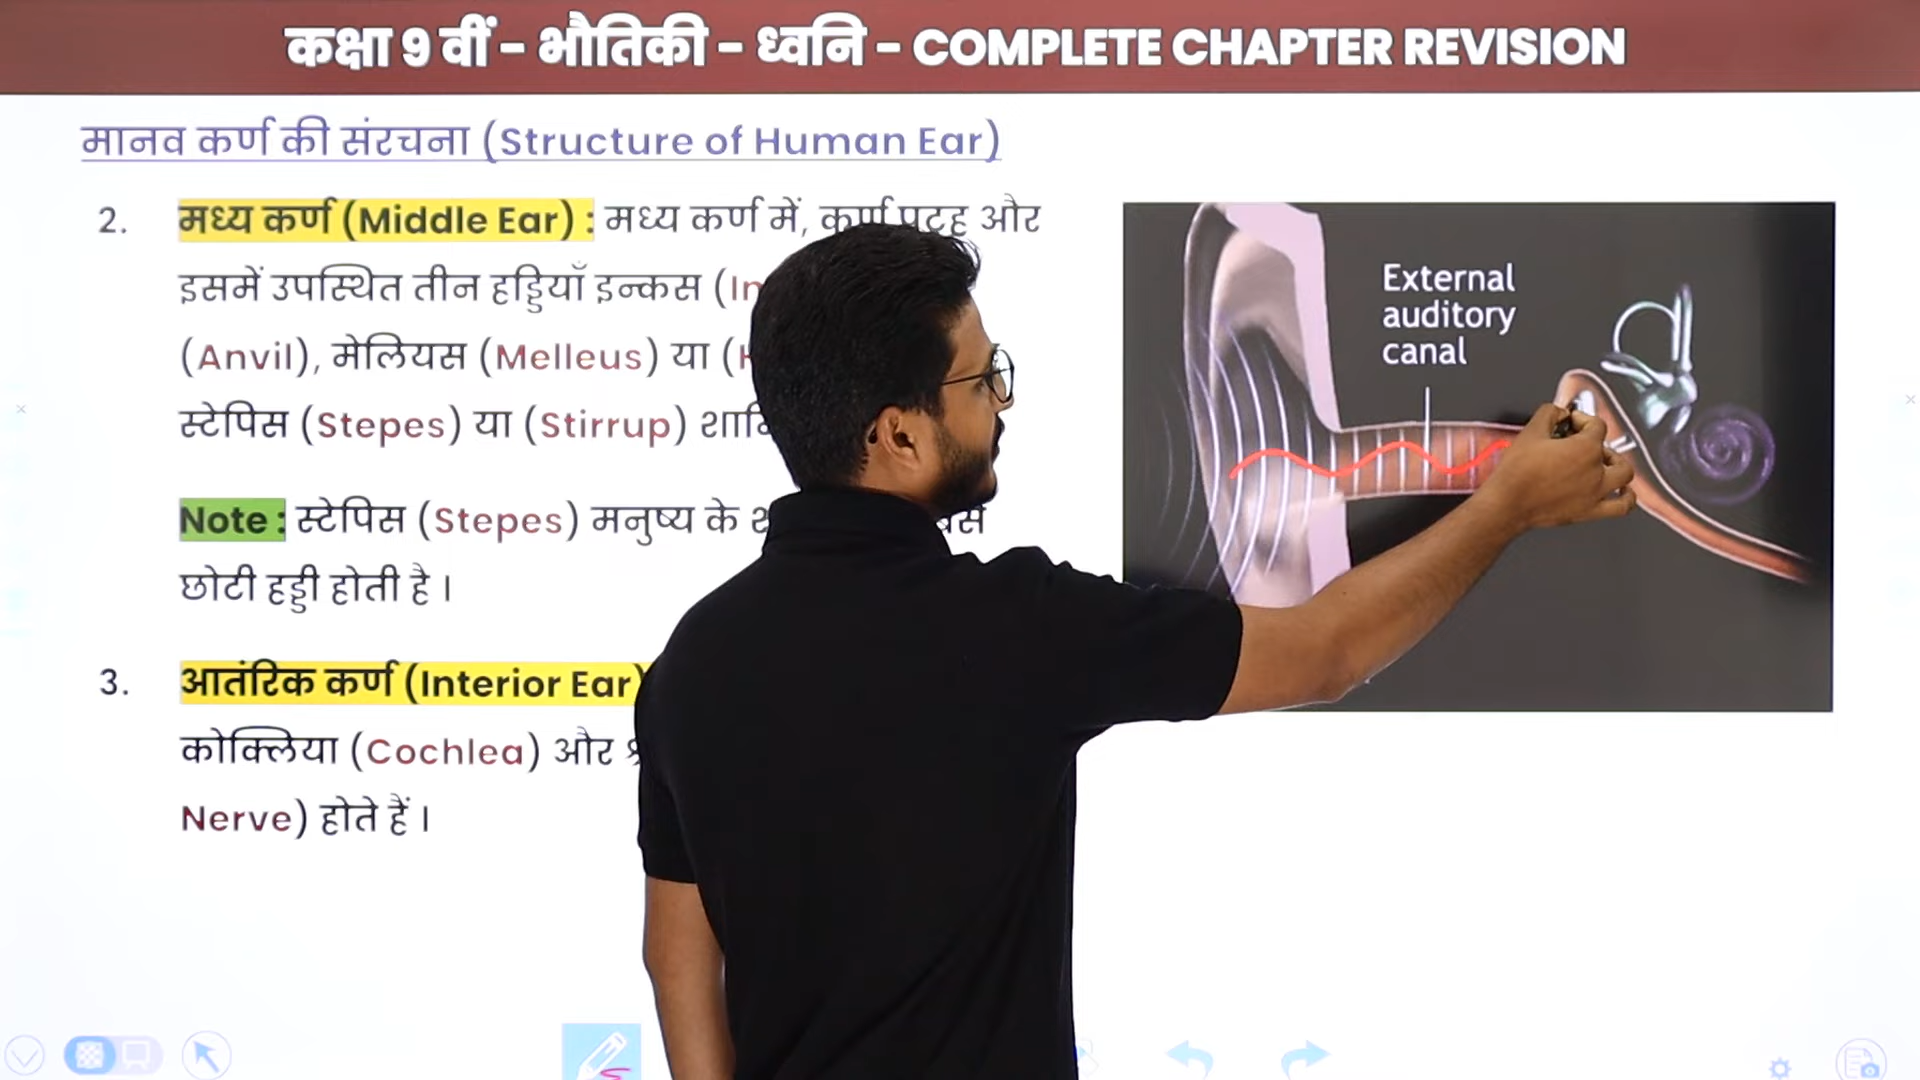 कक्षा 9 वीं - भौतिकी - ध्वनि - COMPLETE CHAPTER REVISION
मानव कर्ण की संरचना (Structure of Human Ear)
2. मध्य कर्ण (Middle Ear) : मध्य कर्ण में, कर्ण पटह और
इसमें उपस्थित तीन हड्डियाँ इन्कस (
(Anvil), मेलियस (Melleus) या (
स्टेपिस (Stepes) या (Stirrup)
Note : स्टेपिस (Stepes) मनुष्य के
छोटी हड्डी होती है ।
3. आतंरिक कर्ण (Interior Ear)
कोक्लिया (Cochlea) और
Nerve) होते हैं ।
External
auditory
canal